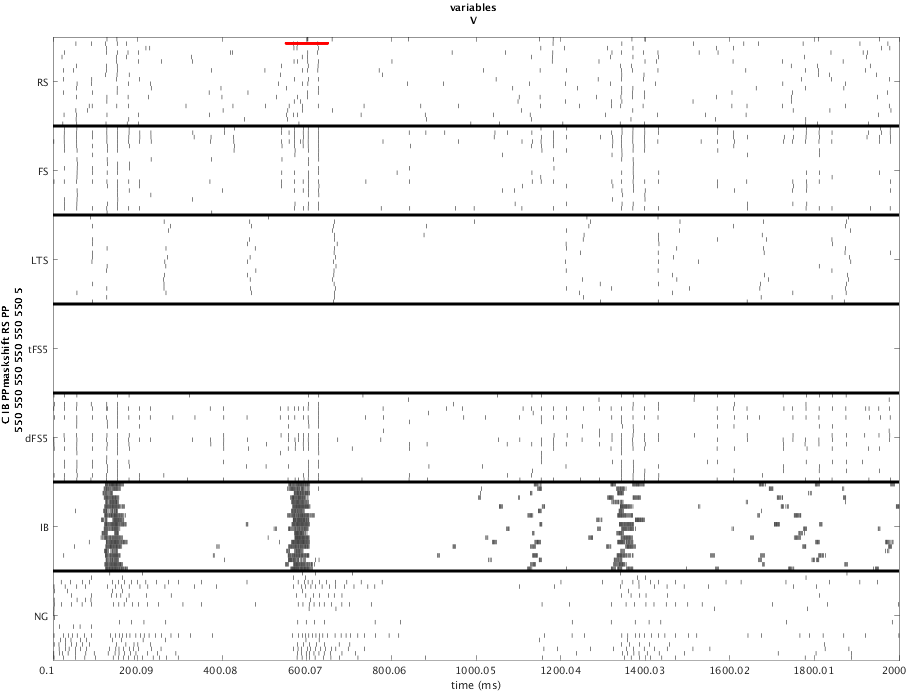 variables
V
RS
FS
LTS
tFS5
dFS5
IB
NG
C IB PPmaskshift RS PP
550 550 550 550 550 550 5
0.1 200.09 400.08 600.07 800.06 1000.05 1200.04 1400.03 1600.02 1800.01 2000
time (ms)